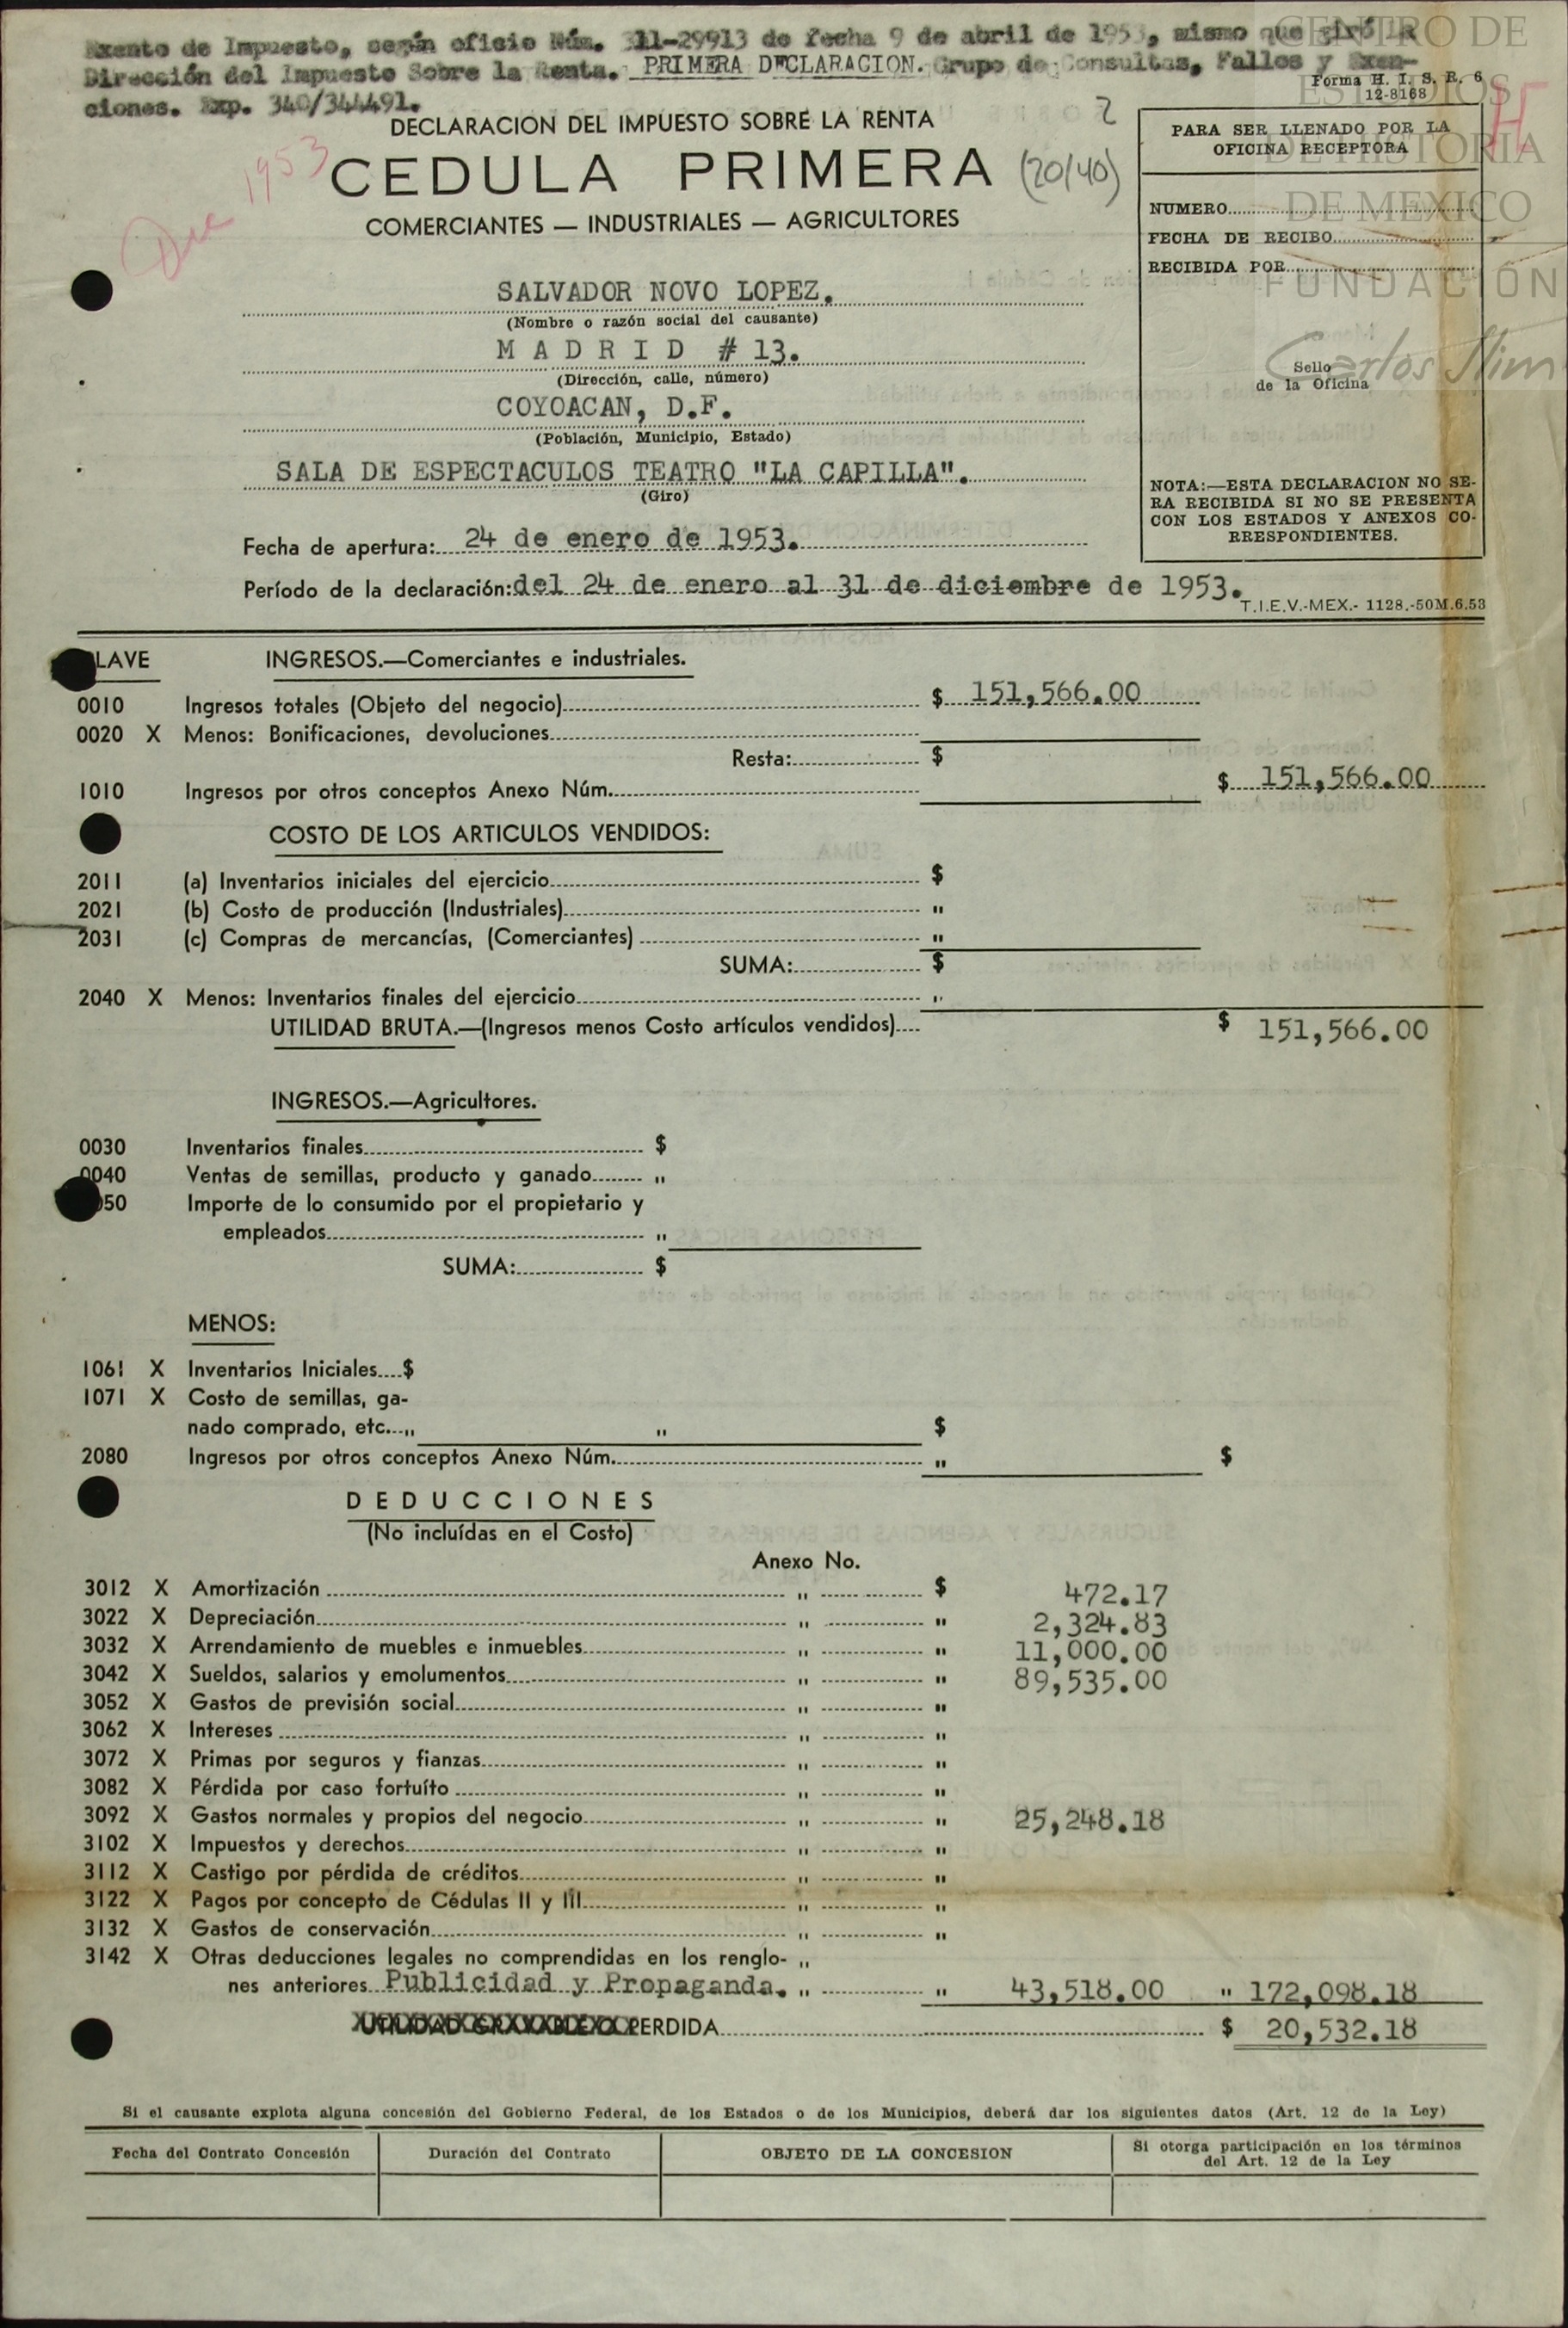 Exento de Impuesto, según oficio Núm. 311-29913 de fecha 9 de abril de 1953, mismo que giró la
Dirección del Impuesto Sobre la Renta. PRIMERA DECLARACION. Grupo de Consultas, Fallos y Exen-
ciones. Exp. 340/344491.
CENTRO DE
ESTUDIOS
DE HISTORIA
DE MEXICO
FUNDACIÓN
Carlos Slim
Forma H. I. S. R. 6
12-8168
H
2
DECLARACION DEL IMPUESTO SOBRE LA RENTA
1953
CEDULA PRIMERA (20/40)
COMERCIANTES — INDUSTRIALES — AGRICULTORES
PARA SER LLENADO POR LA
OFICINA RECEPTORA
NUMERO
FECHA DE RECIBO
RECIBIDA POR
Sello
de la Oficina
NOTA:—ESTA DECLARACION NO SE-
RA RECIBIDA SI NO SE PRESENTA
CON LOS ESTADOS Y ANEXOS CO-
RRESPONDIENTES.
SALVADOR NOVO LOPEZ.
(Nombre o razón social del causante)
M A D R I D # 13.
(Dirección, calle, número)
COYOACAN, D.F.
(Población, Municipio, Estado)
SALA DE ESPECTACULOS TEATRO "LA CAPILLA".
(Giro)
Fecha de apertura: 24 de enero de 1953.
Período de la declaración: del 24 de enero al 31 de diciembre de 1953.
T.I.E.V.-MEX.- 1128.-50M.6.53
LAVE INGRESOS.—Comerciantes e industriales.
0010 Ingresos totales (Objeto del negocio) $ 151,566.00
0020 X Menos: Bonificaciones, devoluciones
Resta: $
1010 Ingresos por otros conceptos Anexo Núm. $ 151,566.00
COSTO DE LOS ARTICULOS VENDIDOS:
2011 (a) Inventarios iniciales del ejercicio $
2021 (b) Costo de producción (Industriales) "
2031 (c) Compras de mercancías, (Comerciantes) "
SUMA: $
2040 X Menos: Inventarios finales del ejercicio "
UTILIDAD BRUTA.—(Ingresos menos Costo artículos vendidos) $ 151,566.00
INGRESOS.—Agricultores.
0030 Inventarios finales $
0040 Ventas de semillas, producto y ganado "
050 Importe de lo consumido por el propietario y
empleados "
SUMA: $
MENOS:
1061 X Inventarios Iniciales $
1071 X Costo de semillas, ga-
nado comprado, etc. " " $
2080 Ingresos por otros conceptos Anexo Núm. " $
D E D U C C I O N E S
(No incluídas en el Costo)
Anexo No.
3012 X Amortización " $ 472.17
3022 X Depreciación " " 2,324.83
3032 X Arrendamiento de muebles e inmuebles " " 11,000.00
3042 X Sueldos, salarios y emolumentos " " 89,535.00
3052 X Gastos de previsión social " "
3062 X Intereses " "
3072 X Primas por seguros y fianzas " "
3082 X Pérdida por caso fortuíto " "
3092 X Gastos normales y propios del negocio " " 25,248.18
3102 X Impuestos y derechos " "
3112 X Castigo por pérdida de créditos " "
3122 X Pagos por concepto de Cédulas II y III " "
3132 X Gastos de conservación " "
3142 X Otras deducciones legales no comprendidas en los renglo- "
nes anteriores Publicidad y Propaganda. " " 43,518.00 " 172,098.18
PERDIDA $ 20,532.18
Si el causante explota alguna concesión del Gobierno Federal, de los Estados o de los Municipios, deberá dar los siguientes datos (Art. 12 de la Ley)
Fecha del Contrato Concesión
Duración del Contrato
OBJETO DE LA CONCESION
Si otorga participación en los términos
del Art. 12 de la Ley